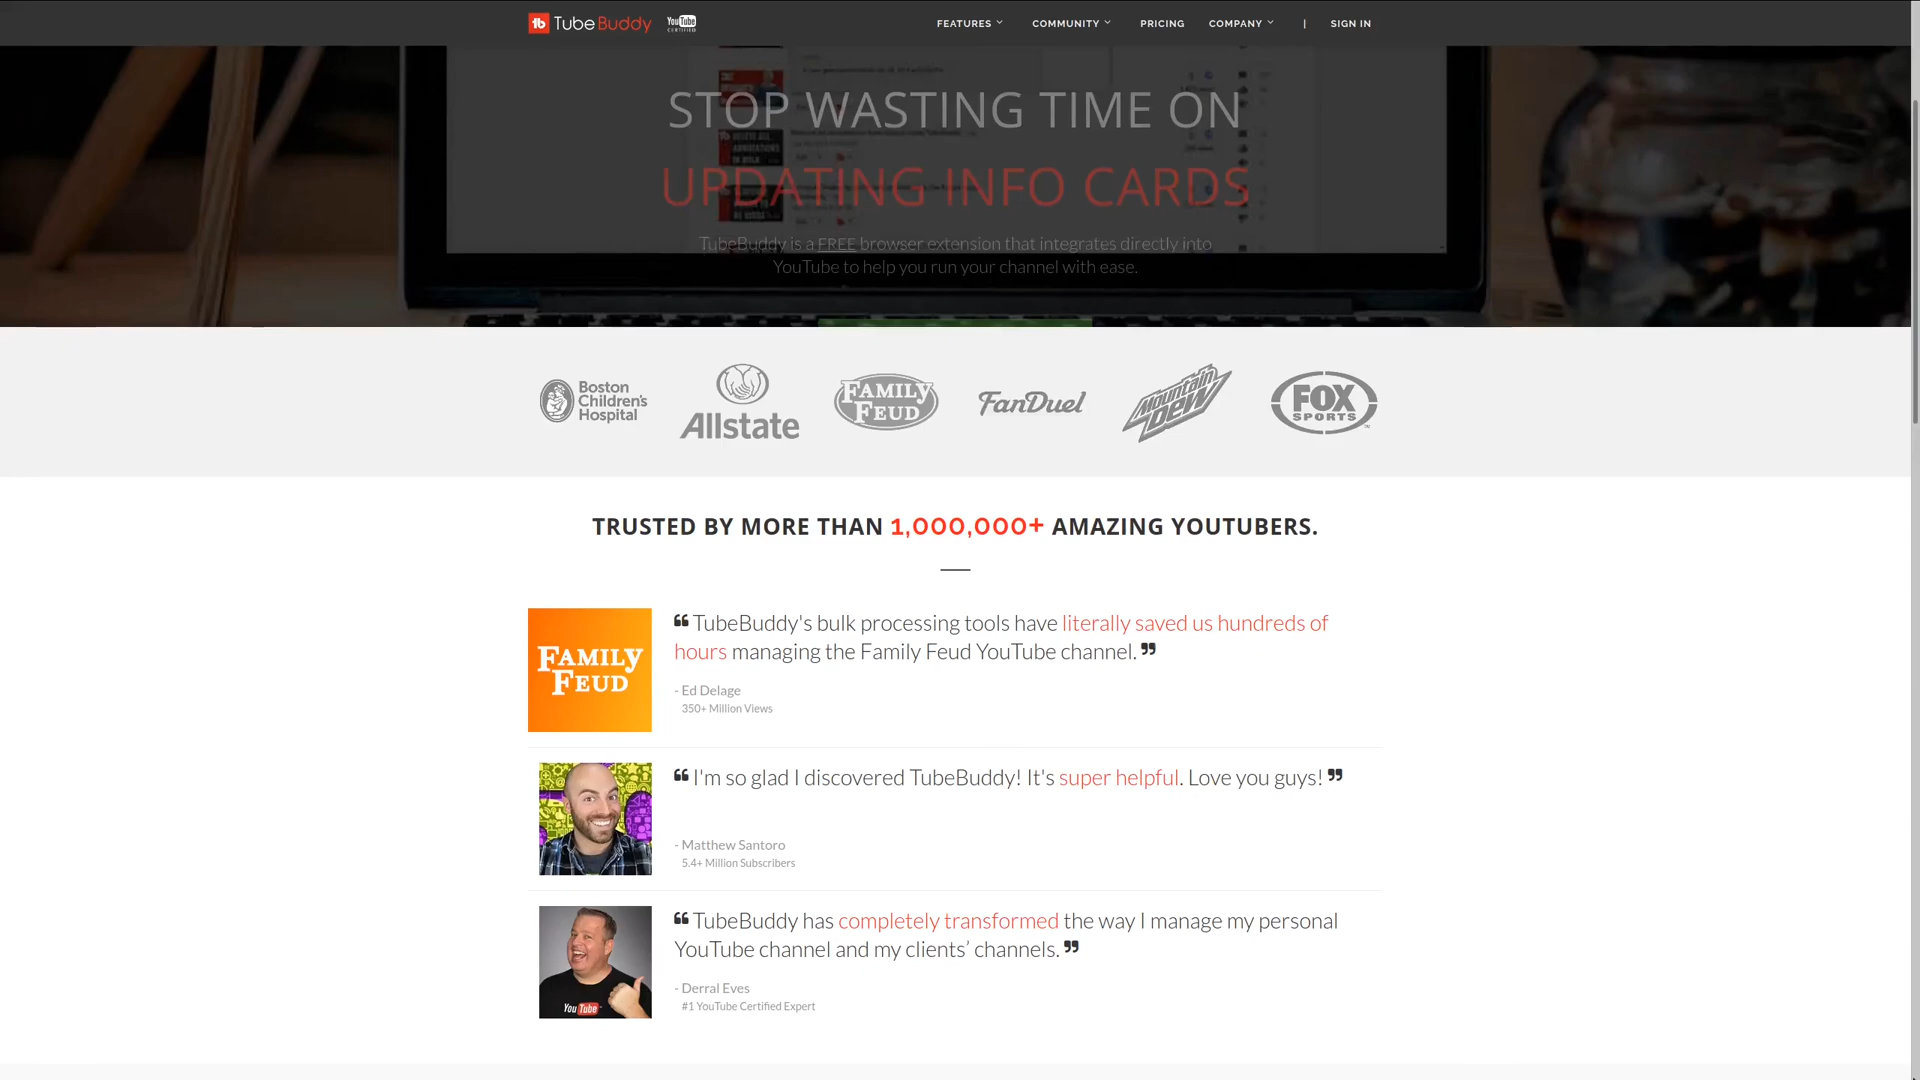 tb TubeBuddy YouTube CERTIFIED FEATURES COMMUNITY PRICING COMPANY | SIGN IN
STOP WASTING TIME ON
UPDATING INFO CARDS
TubeBuddy is a FREE browser extension that integrates directly into
YouTube to help you run your channel with ease.
Boston
Children's
Hospital
Allstate
FAMILY
FEUD
FanDuel
Mountain
Dew
FOX
SPORTS
TRUSTED BY MORE THAN 1,000,000+ AMAZING YOUTUBERS.
FAMILY
FEUD
❝ TubeBuddy's bulk processing tools have literally saved us hundreds of
hours managing the Family Feud YouTube channel. ❞
- Ed Delage
350+ Million Views
❝ I'm so glad I discovered TubeBuddy! It's super helpful. Love you guys! ❞
- Matthew Santoro
5.4+ Million Subscribers
❝ TubeBuddy has completely transformed the way I manage my personal
YouTube channel and my clients’ channels. ❞
- Derral Eves
#1 YouTube Certified Expert
You Tube